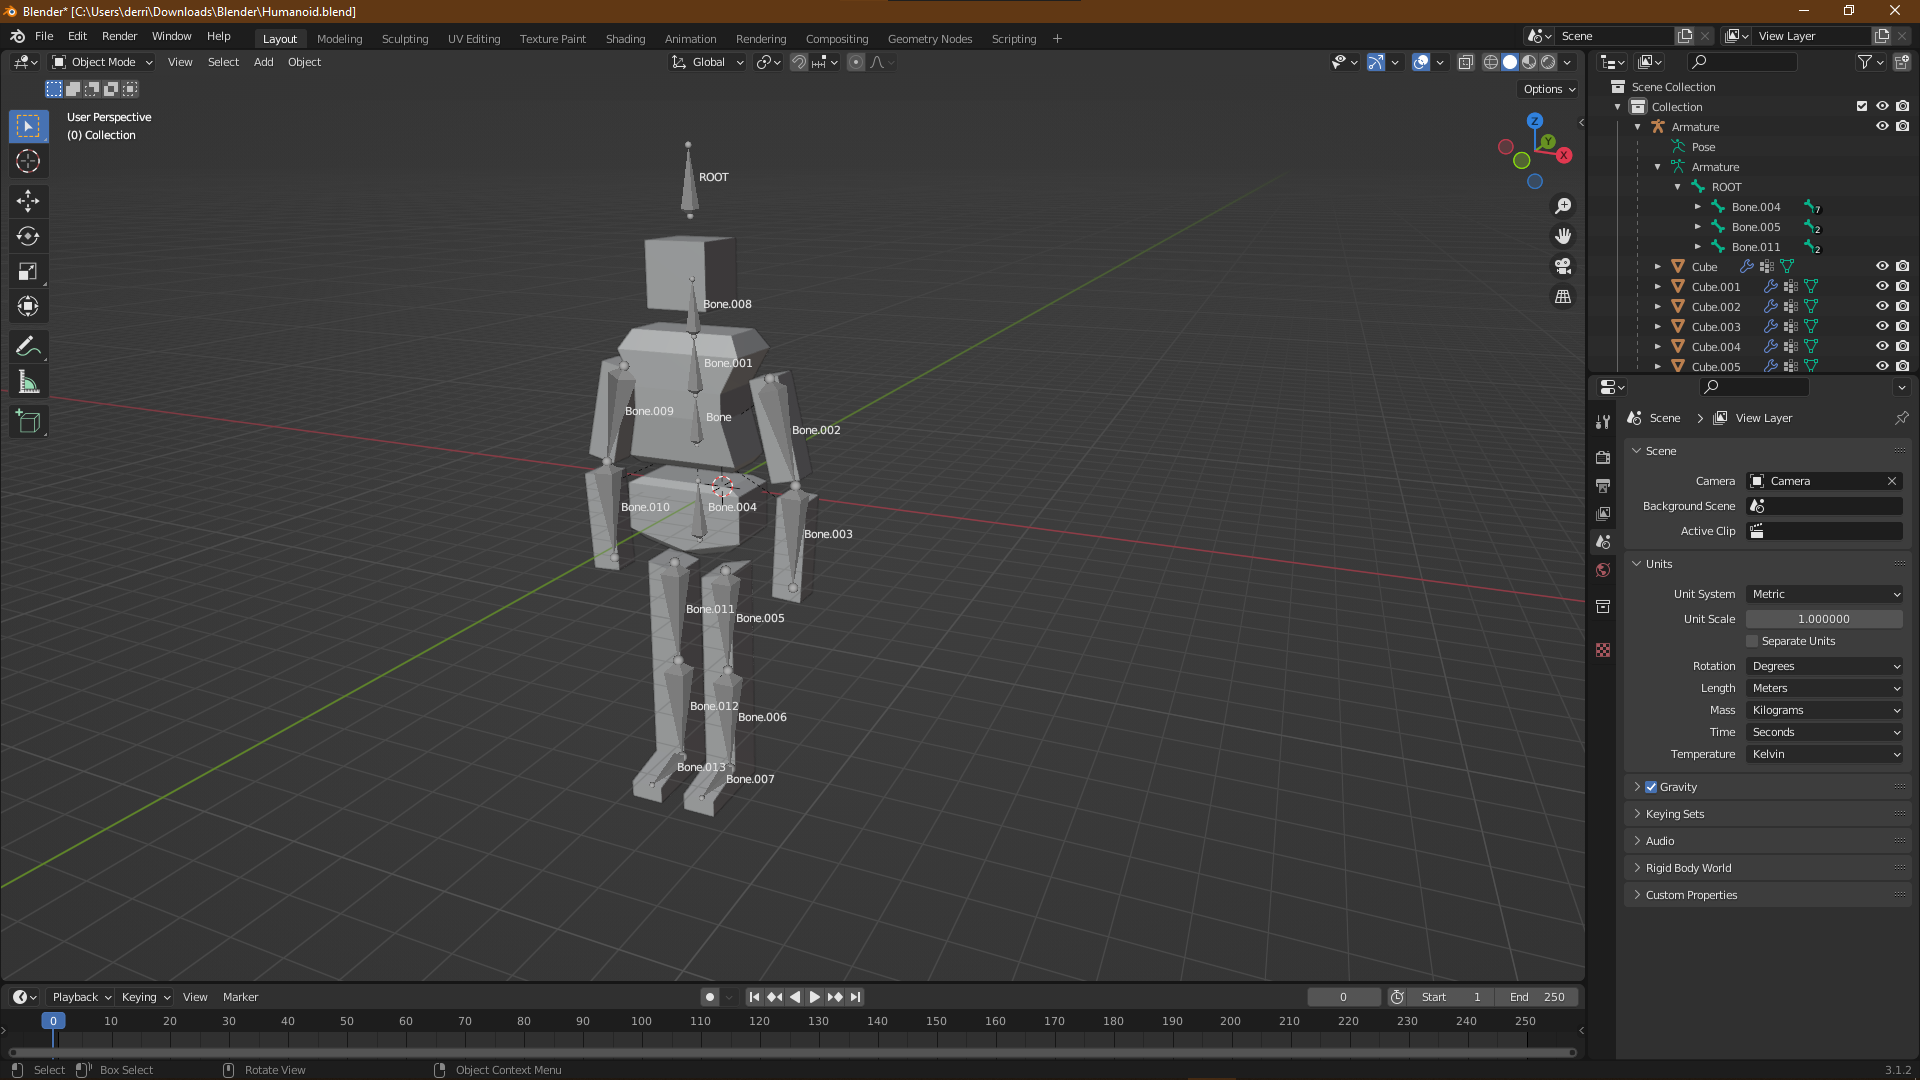 Blender* [C:\Users\derri\Downloads\Blender\Humanoid.blend]
File Edit Render Window Help Layout Modeling Sculpting UV Editing Texture Paint Shading Animation Rendering Compositing Geometry Nodes Scripting Scene View Layer
Object Mode View Select Add Object Global
Options
User Perspective
(0) Collection
Z
Y
X
ROOT
Bone.008
Bone.001
Bone.009
Bone
Bone.002
Bone.010
Bone.004
Bone.003
Bone.011
Bone.005
Bone.012
Bone.006
Bone.013
Bone.007
Scene Collection
Collection
Armature
Pose
Armature
ROOT
Bone.004 7
Bone.005 2
Bone.011 2
Cube
Cube.001
Cube.002
Cube.003
Cube.004
Cube.005
Scene View Layer
Scene
Camera Camera
Background Scene
Active Clip
Units
Unit System Metric
Unit Scale 1.000000
Separate Units
Rotation Degrees
Length Meters
Mass Kilograms
Time Seconds
Temperature Kelvin
Gravity
Keying Sets
Audio
Rigid Body World
Custom Properties
Playback Keying View Marker 0 Start 1 End 250
0 10 20 30 40 50 60 70 80 90 100 110 120 130 140 150 160 170 180 190 200 210 220 230 240 250
Select Box Select Rotate View Object Context Menu 3.1.2